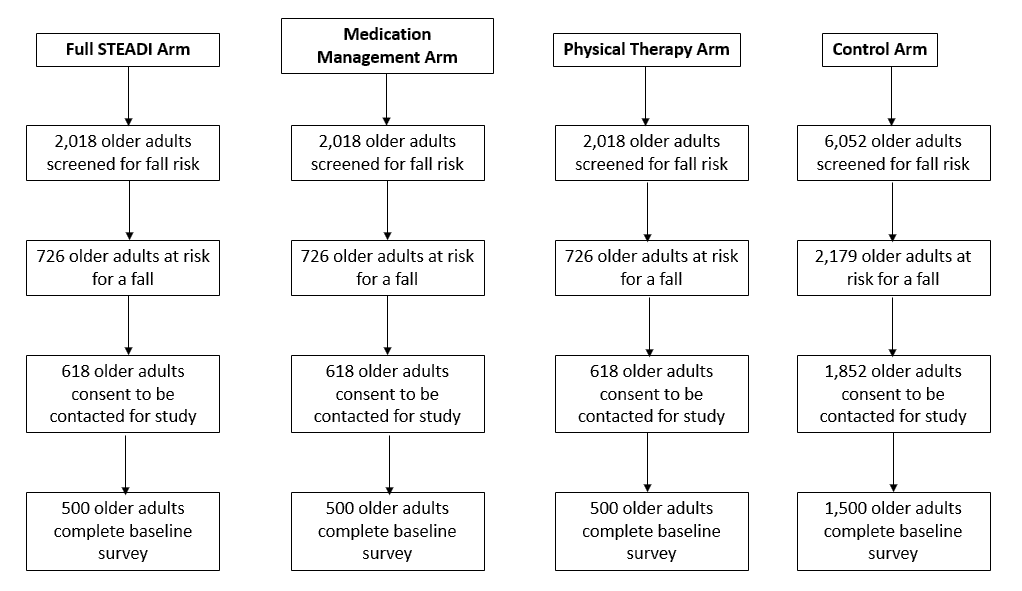 Full STEADI Arm
2,018 older adults
screened for fall risk
726 older adults at risk
for a fall
618 older adults
consent to be
contacted for study
500 older adults
complete baseline
survey
Medication
Management Arm
2,018 older adults
screened for fall risk
726 older adults at risk
for a fall
618 older adults
consent to be
contacted for study
500 older adults
complete baseline
survey
Physical Therapy Arm
2,018 older adults
screened for fall risk
726 older adults at risk
for a fall
618 older adults
consent to be
contacted for study
500 older adults
complete baseline
survey
Control Arm
6,052 older adults
screened for fall risk
2,179 older adults at
risk for a fall
1,852 older adults
consent to be
contacted for study
1,500 older adults
complete baseline
survey